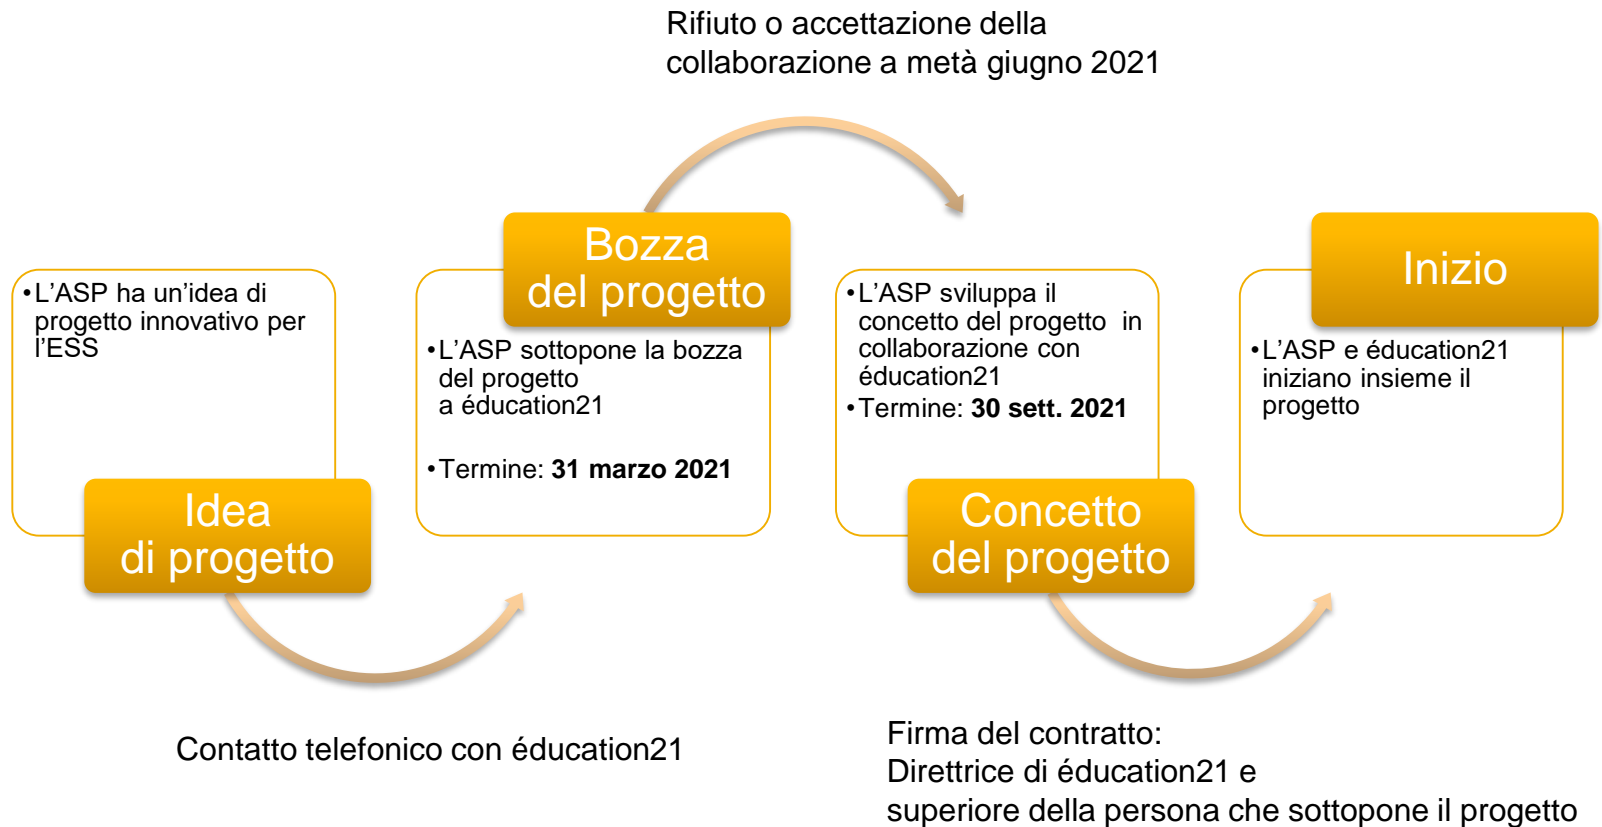 Rifiuto o accettazione della
collaborazione a metà giugno 2021
•L’ASP ha un’idea di
progetto innovativo per
l’ESS
Idea
di progetto
Contatto telefonico con éducation21
Bozza
del progetto
•L’ASP sottopone la bozza
del progetto
a éducation21
•Termine: 31 marzo 2021
•L’ASP sviluppa il
concetto del progetto in
collaborazione con
éducation21
•Termine: 30 sett. 2021
Concetto
del progetto
Firma del contratto:
Direttrice di éducation21 e
superiore della persona che sottopone il progetto
Inizio
•L’ASP e éducation21
iniziano insieme il
progetto